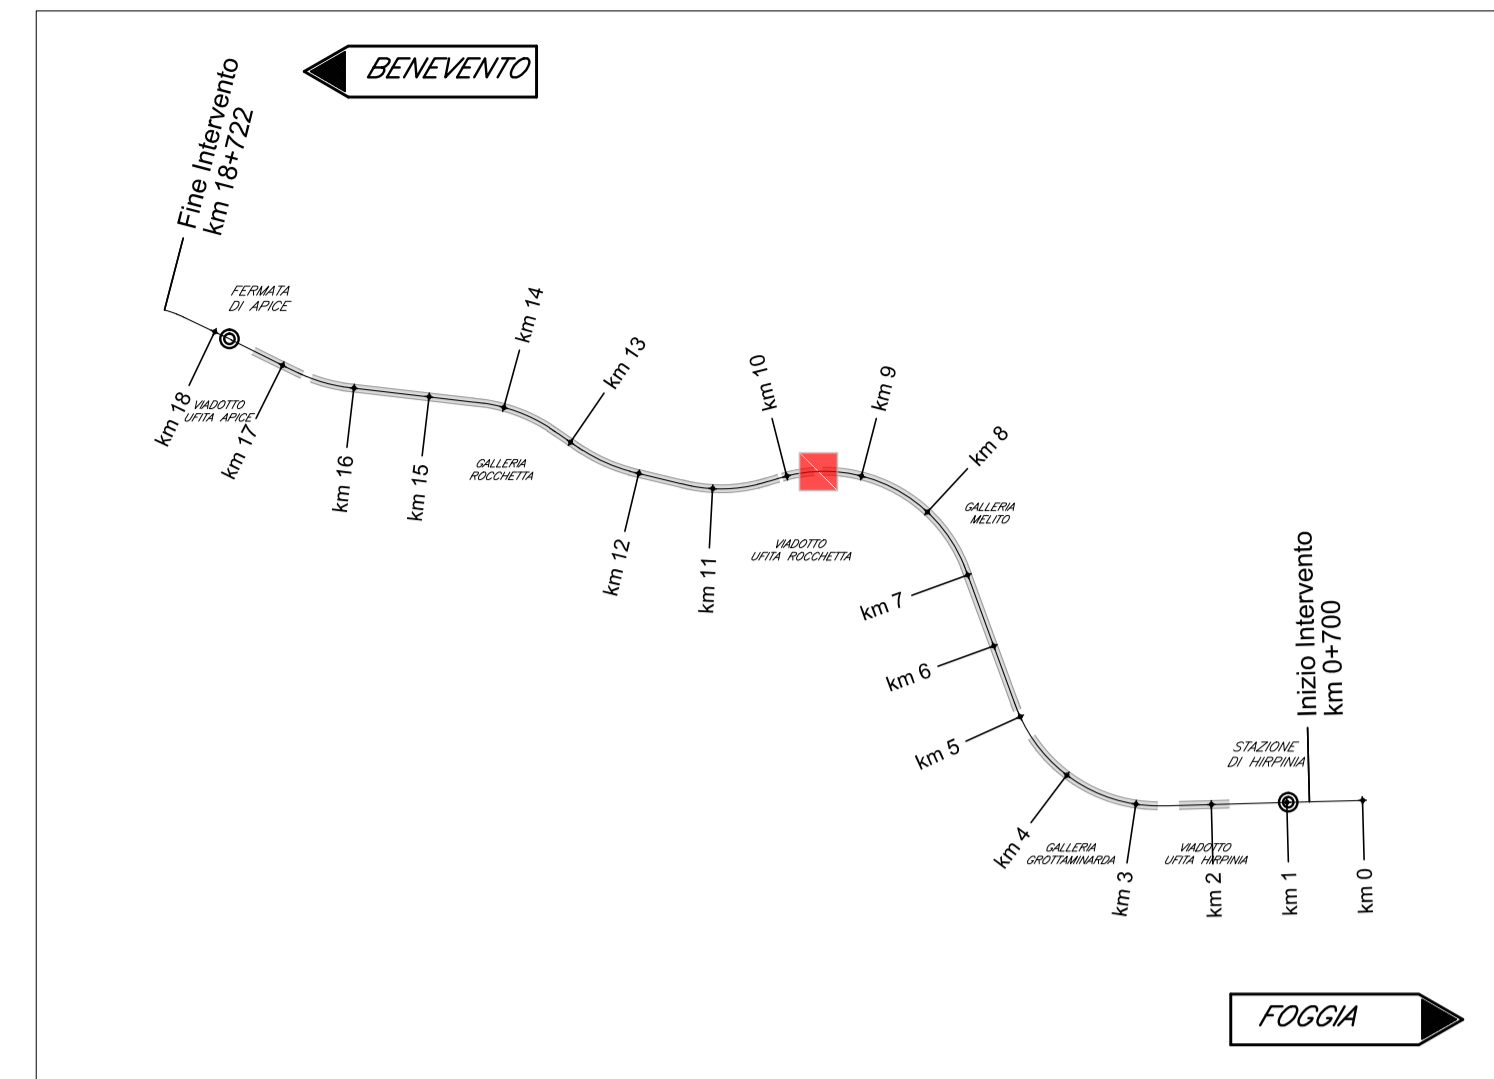 BENEVENTO
Fine Intervento
km 18+722
FERMATA
DI APICE
km 18
VIADOTTO
UFITA APICE
km 17
km 16
km 15
km 14
GALLERIA
ROCCHETTA
km 13
km 12
km 11
km 10
VIADOTTO
UFITA ROCCHETTA
km 9
km 8
GALLERIA
MELITO
km 7
km 6
km 5
km 4
GALLERIA
GROTTAMINARDA
km 3
VIADOTTO
UFITA HIRPINIA
km 2
STAZIONE
DI HIRPINIA
km 1
Inizio Intervento
km 0+700
km 0
FOGGIA